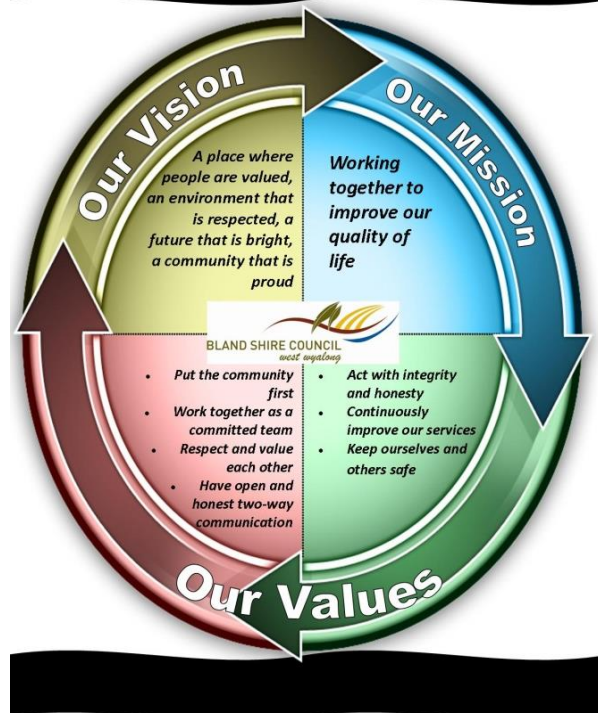 Our Vision
A place where
people are valued,
an environment that
is respected, a
future that is bright,
a community that is
proud
Our Mission
Working
together to
improve our
quality of
life
BLAND SHIRE COUNCIL
west wyalong
• Put the community
first
• Work together as a
committed team
• Respect and value
each other
• Have open and
honest two-way
communication
• Act with integrity
and honesty
• Continuously
improve our services
• Keep ourselves and
others safe
Our Values